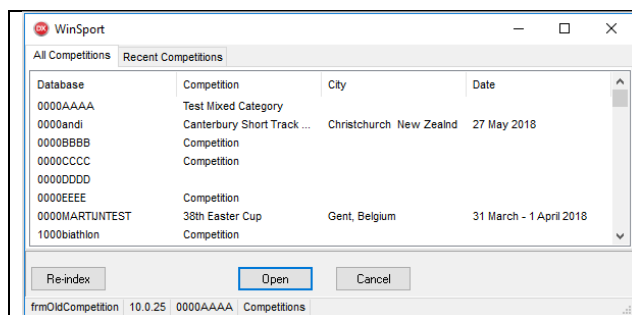 DX WinSport
All Competitions Recent Competitions
Database Competition City Date
0000AAAA Test Mixed Category
0000andi Canterbury Short Track ... Christchurch New Zealnd 27 May 2018
0000BBBB Competition
0000CCCC Competition
0000DDDD
0000EEEE Competition
0000MARTIJNTEST 38th Easter Cup Gent, Belgium 31 March - 1 April 2018
1000biathlon Competition
Re-index Open Cancel
frmOldCompetition 10.0.25 0000AAAA Competitions